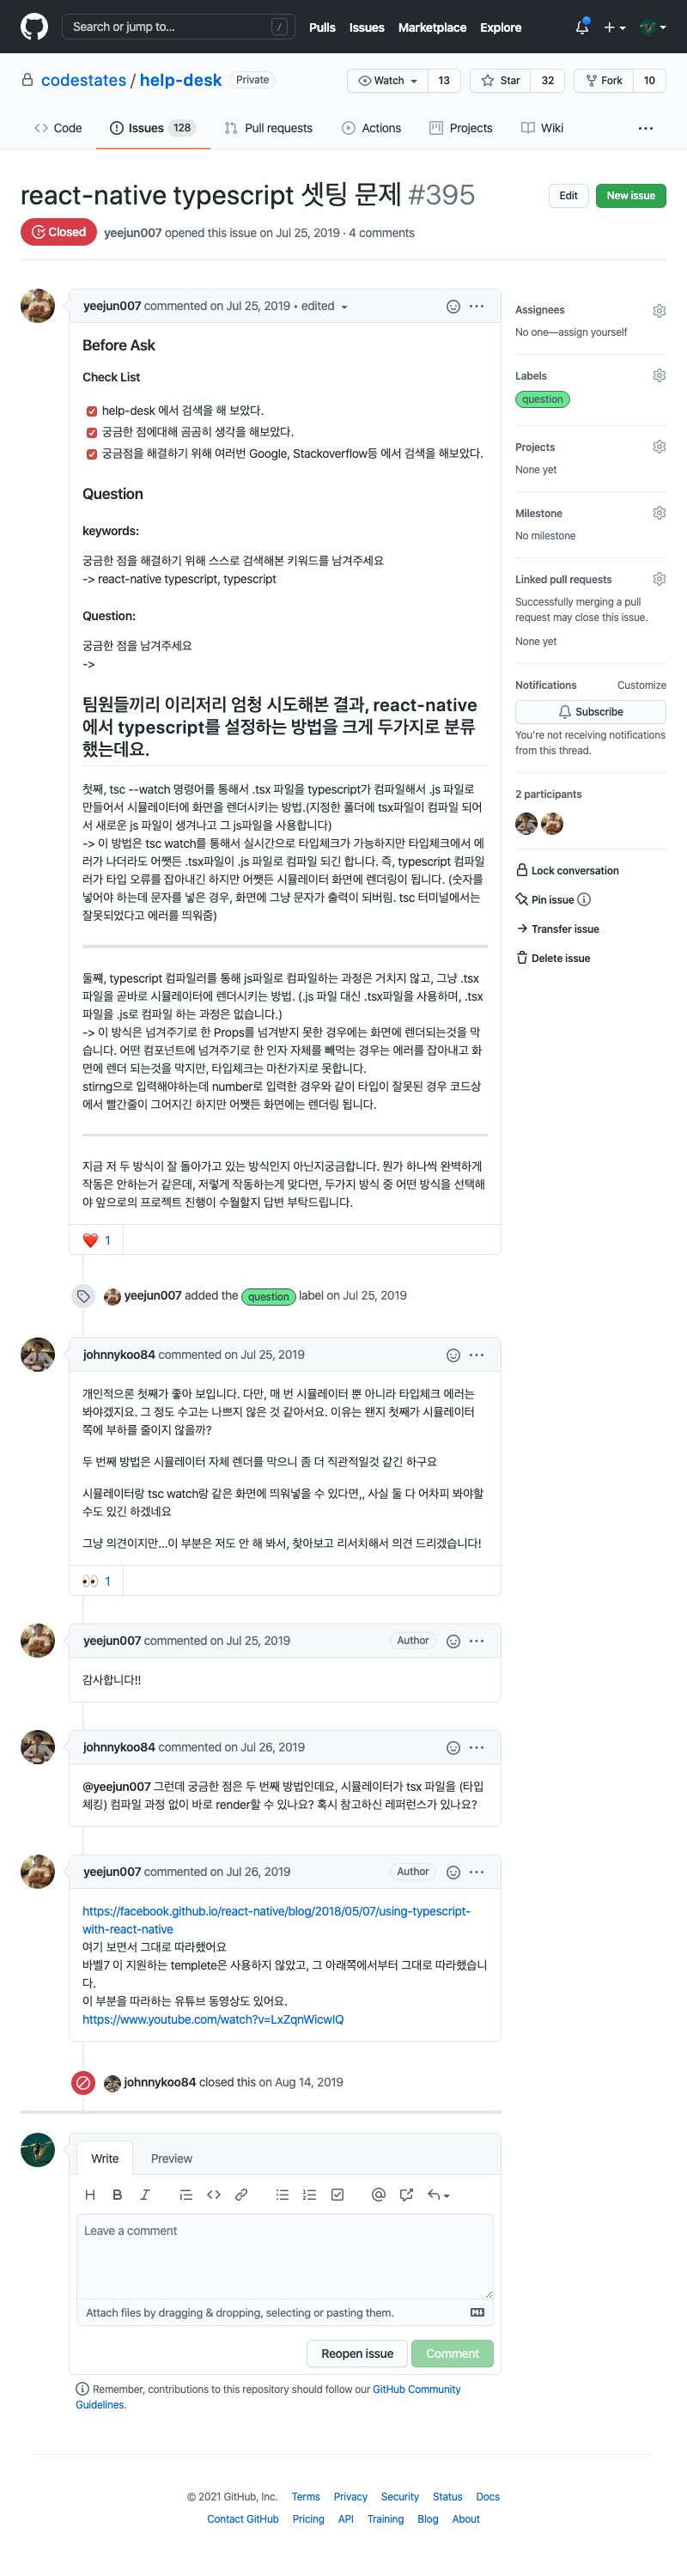 Search or jump to...
/
Pulls Issues Marketplace Explore
codestates / help-desk Private
Watch 13 Star 32 Fork 10
Code Issues 128 Pull requests Actions Projects Wiki
react-native typescript 셋팅 문제 #395
Edit New issue
Closed yeejun007 opened this issue on Jul 25, 2019 · 4 comments
yeejun007 commented on Jul 25, 2019 • edited
Before Ask
Check List
help-desk 에서 검색을 해 보았다.
궁금한 점에대해 곰곰히 생각을 해보았다.
궁금점을 해결하기 위해 여러번 Google, Stackoverflow등 에서 검색을 해보았다.
Question
keywords:
궁금한 점을 해결하기 위해 스스로 검색해본 키워드를 남겨주세요
-> react-native typescript, typescript
Question:
궁금한 점을 남겨주세요
->
팀원들끼리 이리저리 엄청 시도해본 결과, react-native
에서 typescript를 설정하는 방법을 크게 두가지로 분류
했는데요.
첫째, tsc --watch 명령어를 통해서 .tsx 파일을 typescript가 컴파일해서 .js 파일로
만들어서 시뮬레이터에 화면을 렌더시키는 방법.(지정한 폴더에 tsx파일이 컴파일 되어
서 새로운 js 파일이 생겨나고 그 js파일을 사용합니다)
-> 이 방법은 tsc watch를 통해서 실시간으로 타입체크가 가능하지만 타입체크에서 에
러가 나더라도 어쨋든 .tsx파일이 .js 파일로 컴파일 되긴 합니다. 즉, typescript 컴파일
러가 타입 오류를 잡아내긴 하지만 어쨋든 시뮬레이터 화면에 렌더링이 됩니다. (숫자를
넣어야 하는데 문자를 넣은 경우, 화면에 그냥 문자가 출력이 되버림. tsc 터미널에서는
잘못되었다고 에러를 띄워줌)
둘째, typescript 컴파일러를 통해 js파일로 컴파일하는 과정은 거치지 않고, 그냥 .tsx
파일을 곧바로 시뮬레이터에 렌더시키는 방법. (.js 파일 대신 .tsx파일을 사용하며, .tsx
파일을 .js로 컴파일 하는 과정은 없습니다.)
-> 이 방식은 넘겨주기로 한 Props를 넘겨받지 못한 경우에는 화면에 렌더되는것을 막
습니다. 어떤 컴포넌트에 넘겨주기로 한 인자 자체를 빼먹는 경우는 에러를 잡아내고 화
면에 렌더 되는것을 막지만, 타입체크는 마찬가지로 못합니다.
stirng으로 입력해야하는데 number로 입력한 경우와 같이 타입이 잘못된 경우 코드상
에서 빨간줄이 그어지긴 하지만 어쨋든 화면에는 렌더링 됩니다.
지금 저 두 방식이 잘 돌아가고 있는 방식인지 아닌지궁금합니다. 뭔가 하나씩 완벽하게
작동은 안하는거 같은데, 저렇게 작동하는게 맞다면, 두가지 방식 중 어떤 방식을 선택해
야 앞으로의 프로젝트 진행이 수월할지 답변 부탁드립니다.
❤️ 1
yeejun007 added the question label on Jul 25, 2019
johnnykoo84 commented on Jul 25, 2019
개인적으론 첫째가 좋아 보입니다. 다만, 매 번 시뮬레이터 뿐 아니라 타입체크 에러는
봐야겠지요. 그 정도 수고는 나쁘지 않은 것 같아서요. 이유는 왠지 첫째가 시뮬레이터
쪽에 부하를 줄이지 않을까?
두 번째 방법은 시뮬레이터 자체 렌더를 막으니 좀 더 직관적일것 같긴 하구요
시뮬레이터랑 tsc watch랑 같은 화면에 띄워넣을 수 있다면,, 사실 둘 다 어차피 봐야할
수도 있긴 하겠네요
그냥 의견이지만...이 부분은 저도 안 해 봐서, 찾아보고 리서치해서 의견 드리겠습니다!
👀 1
yeejun007 commented on Jul 25, 2019 Author
감사합니다!!
johnnykoo84 commented on Jul 26, 2019
@yeejun007 그런데 궁금한 점은 두 번째 방법인데요, 시뮬레이터가 tsx 파일을 (타입
체킹) 컴파일 과정 없이 바로 render할 수 있나요? 혹시 참고하신 레퍼런스가 있나요?
yeejun007 commented on Jul 26, 2019 Author
https://facebook.github.io/react-native/blog/2018/05/07/using-typescript-
with-react-native
여기 보면서 그대로 따라했어요
바벨7 이 지원하는 templete은 사용하지 않았고, 그 아래쪽에서부터 그대로 따라했습니
다.
이 부분을 따라하는 유튜브 동영상도 있어요.
https://www.youtube.com/watch?v=LxZqnWicwIQ
johnnykoo84 closed this on Aug 14, 2019
Assignees
No one—assign yourself
Labels
question
Projects
None yet
Milestone
No milestone
Linked pull requests
Successfully merging a pull
request may close this issue.
None yet
Notifications Customize
Subscribe
You're not receiving notifications
from this thread.
2 participants
Lock conversation
Pin issue
Transfer issue
Delete issue
Write Preview
Leave a comment
Attach files by dragging & dropping, selecting or pasting them.
Reopen issue Comment
Remember, contributions to this repository should follow our GitHub Community
Guidelines.
© 2021 GitHub, Inc. Terms Privacy Security Status Docs
Contact GitHub Pricing API Training Blog About